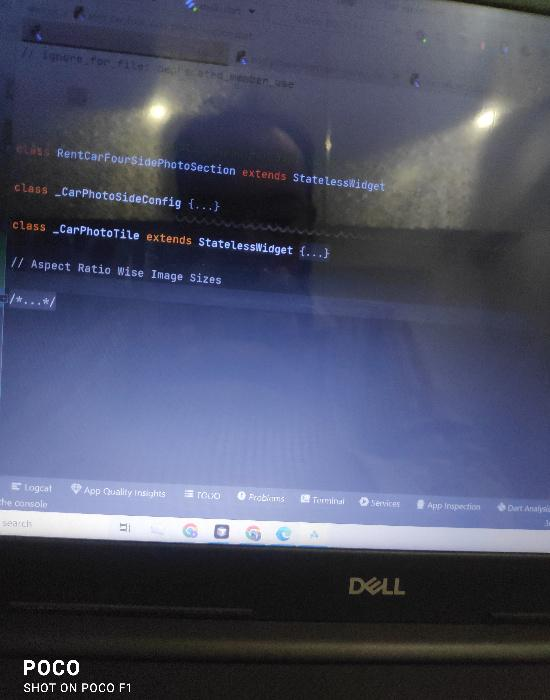 // ignore_for_file: deprecated_member_use
class RentCarFourSidePhotoSection extends StatelessWidget
class _CarPhotoSideConfig {...}
class _CarPhotoTile extends StatelessWidget {...}
// Aspect Ratio Wise Image Sizes
/*...*/
Logcat App Quality Insights TODO Problems Terminal Services App Inspection Dart Analysis
the console
search
DELL
POCO
SHOT ON POCO F1